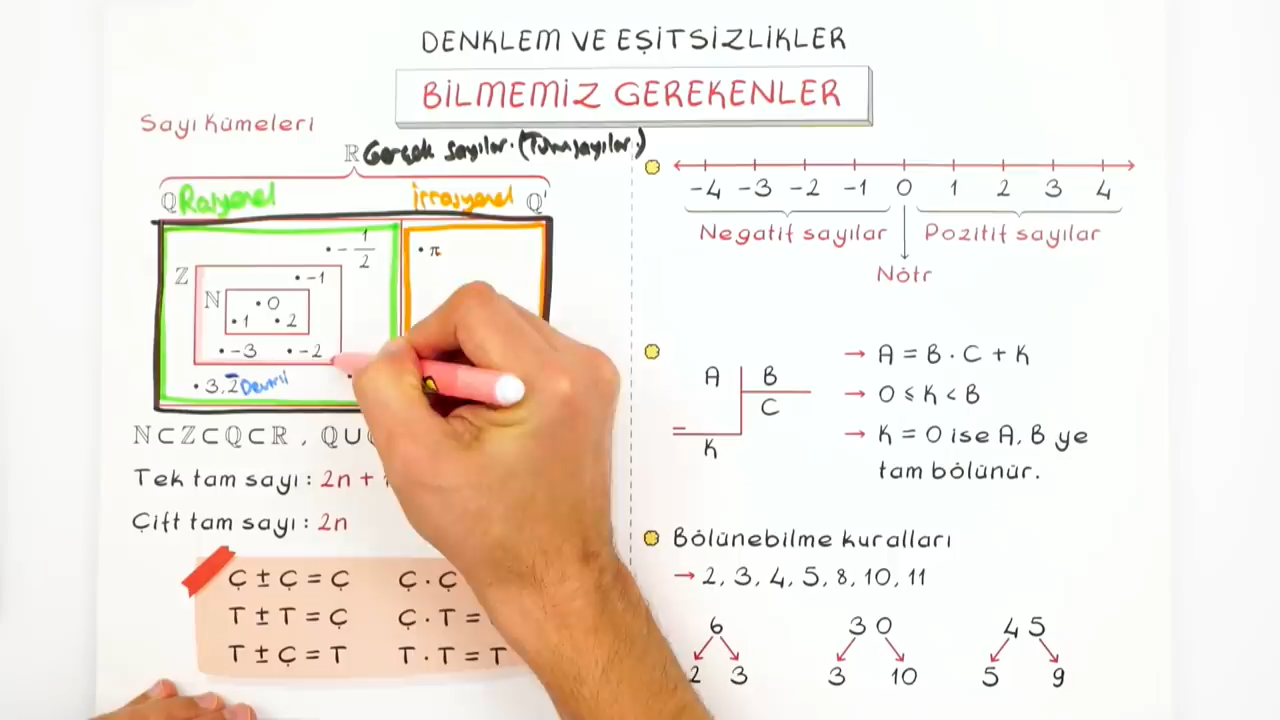 DENKLEM VE EŞİTSİZLİKLER
BİLMEMİZ GEREKENLER
Sayı Kümeleri
ℝ Gerçek sayılar. (Tüm sayılar.)
Q Rasyonel
İrrasyonel Q'
• -1/2
• π
Z
• -1
N
• 0
• 1 • 2
• -3 • -2
• 3,2̅ Devirli
N⊂Z⊂Q⊂ℝ , Q∪
Tek tam sayı : 2n +
Çift tam sayı : 2n
Ç ± Ç = Ç Ç · Ç
T ± T = Ç Ç · T =
T ± Ç = T T · T = T
-4 -3 -2 -1 0 1 2 3 4
Negatif sayılar Pozitif sayılar
Nötr
A B
C
K
→ A = B · C + K
→ 0 ≤ K < B
→ K = 0 ise A, B ye
tam bölünür.
Bölünebilme kuralları
→ 2, 3, 4, 5, 8, 10, 11
6 30 45
2 3 3 10 5 9